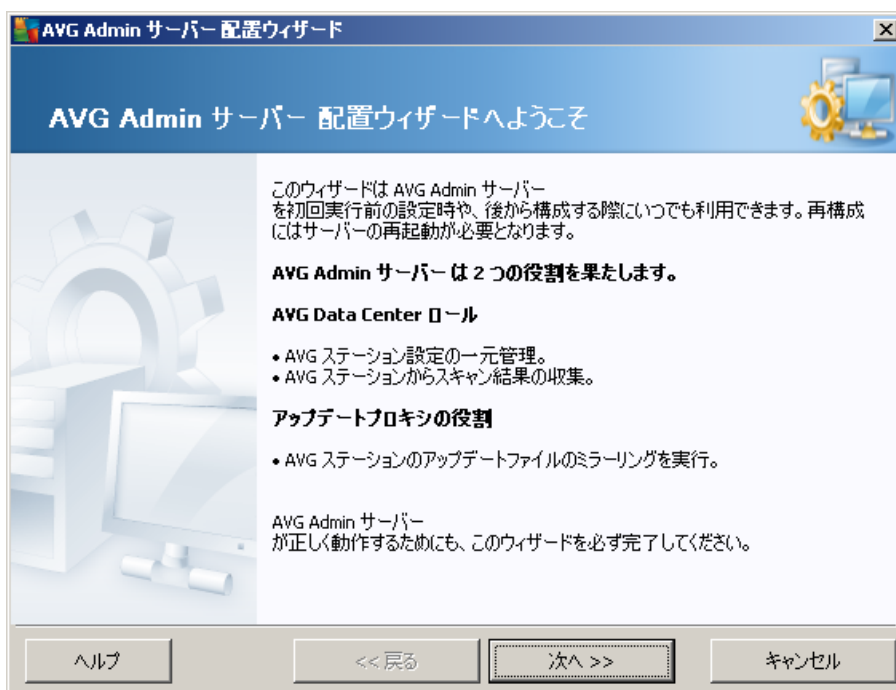 AVG Admin サーバー 配置ウィザード
AVG Admin サーバー 配置ウィザードへようこそ
このウィザードは AVG Admin サーバー
を初回実行前の設定時や、後から構成する際にいつでも利用できます。再構成
にはサーバーの再起動が必要となります。
AVG Admin サーバー は 2 つの役割を果たします。
AVG Data Center ロール
• AVG ステーション設定の一元管理。
• AVG ステーションからスキャン結果の収集。
アップデートプロキシの役割
• AVG ステーションのアップデートファイルのミラーリングを実行。
AVG Admin サーバー
が正しく動作するためにも、このウィザードを必ず完了してください。
ヘルプ
<< 戻る
次へ >>
キャンセル